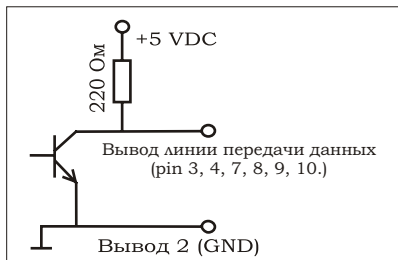 +5 VDC
220 Ом
Вывод линии передачи данных
(pin 3, 4, 7, 8, 9, 10.)
Вывод 2 (GND)